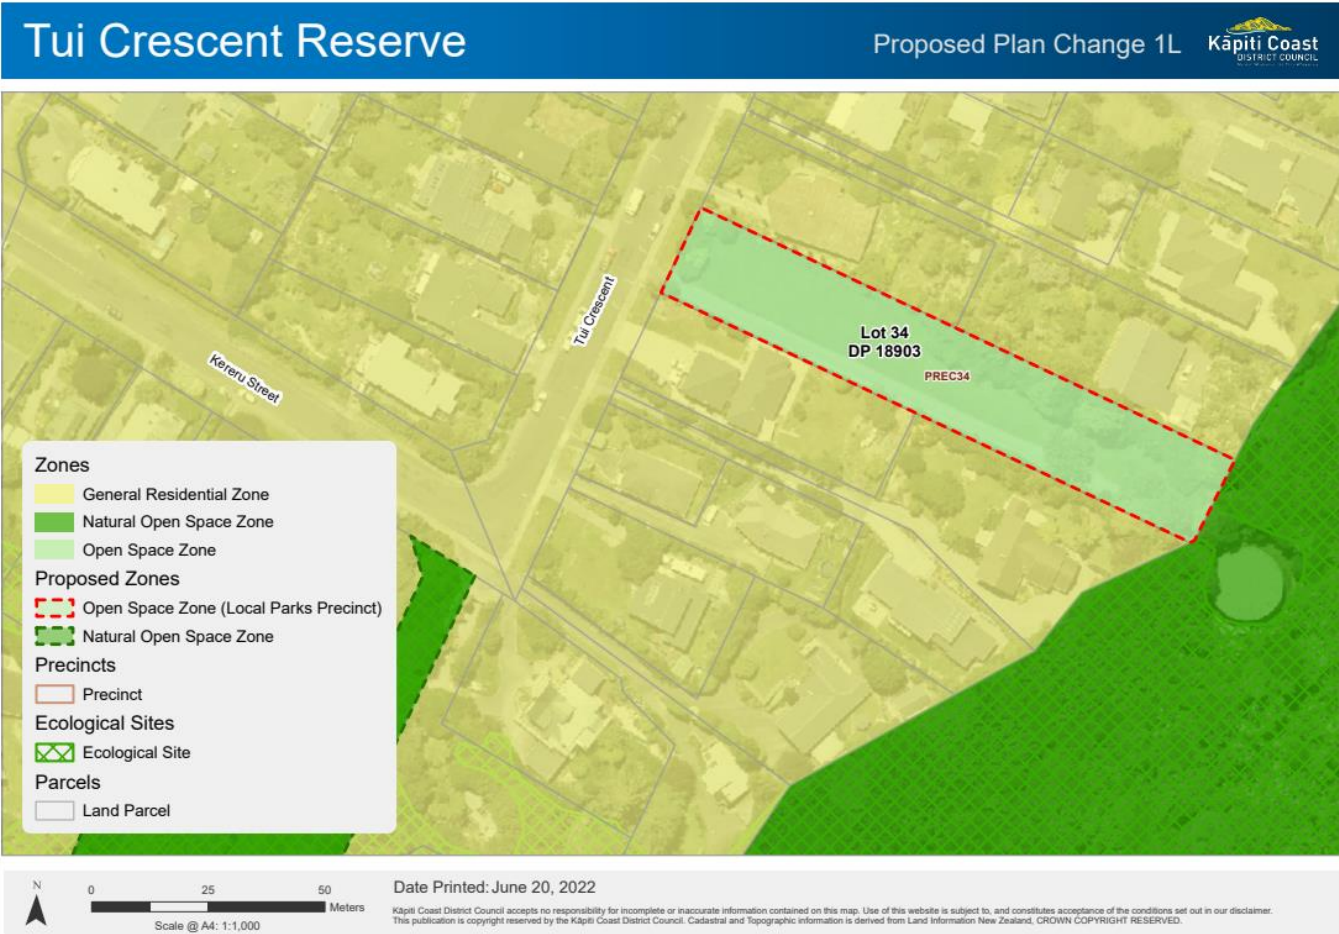 Tui Crescent Reserve
Proposed Plan Change 1L
Kāpiti Coast
DISTRICT COUNCIL
Tui Crescent
Kereru Street
Lot 34
DP 18903
PREC34
Zones
General Residential Zone
Natural Open Space Zone
Open Space Zone
Proposed Zones
Open Space Zone (Local Parks Precinct)
Natural Open Space Zone
Precincts
Precinct
Ecological Sites
Ecological Site
Parcels
Land Parcel
N
0 25 50
Meters
Scale @ A4: 1:1,000
Date Printed: June 20, 2022
Kāpiti Coast District Council accepts no responsibility for incomplete or inaccurate information contained on this map. Use of this website is subject to, and constitutes acceptance of the conditions set out in our disclaimer.
This publication is copyright reserved by the Kāpiti Coast District Council. Cadastral and Topographic information is derived from Land Information New Zealand, CROWN COPYRIGHT RESERVED.